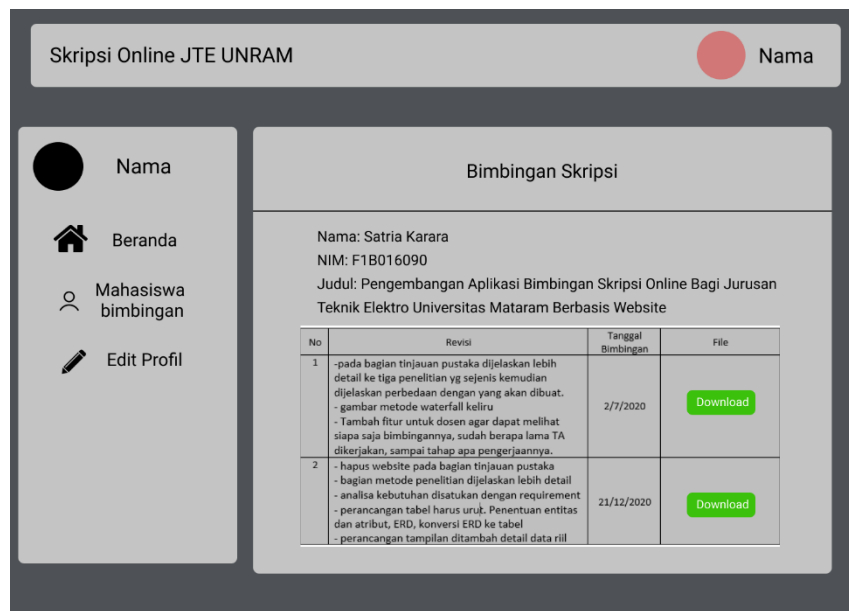 Skripsi Online JTE UNRAM
Nama
Nama
Beranda
Mahasiswa
bimbingan
Edit Profil
Bimbingan Skripsi
Nama: Satria Karara
NIM: F1B016090
Judul: Pengembangan Aplikasi Bimbingan Skripsi Online Bagi Jurusan
Teknik Elektro Universitas Mataram Berbasis Website
No Revisi Tanggal
Bimbingan File
1 -pada bagian tinjauan pustaka dijelaskan lebih
detail ke tiga penelitian yg sejenis kemudian
dijelaskan perbedaan dengan yang akan dibuat.
- gambar metode waterfall keliru
- Tambah fitur untuk dosen agar dapat melihat
siapa saja bimbingannya, sudah berapa lama TA
dikerjakan, sampai tahap apa pengerjaannya.
2/7/2020
Download
2 - hapus website pada bagian tinjauan pustaka
- bagian metode penelitian dijelaskan lebih detail
- analisa kebutuhan disatukan dengan requirement
- perancangan tabel harus urut. Penentuan entitas
dan atribut, ERD, konversi ERD ke tabel
- perancangan tampilan ditambah detail data riil
21/12/2020
Download